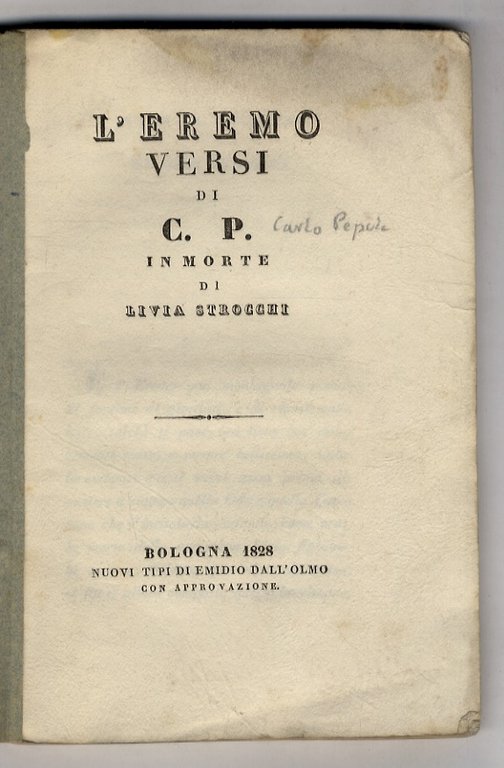 L'EREMO
VERSI
DI
C. P. Carlo Pepoli
IN MORTE
DI
LIVIA STROCCHI
BOLOGNA 1828
NUOVI TIPI DI EMIDIO DALL'OLMO
CON APPROVAZIONE.